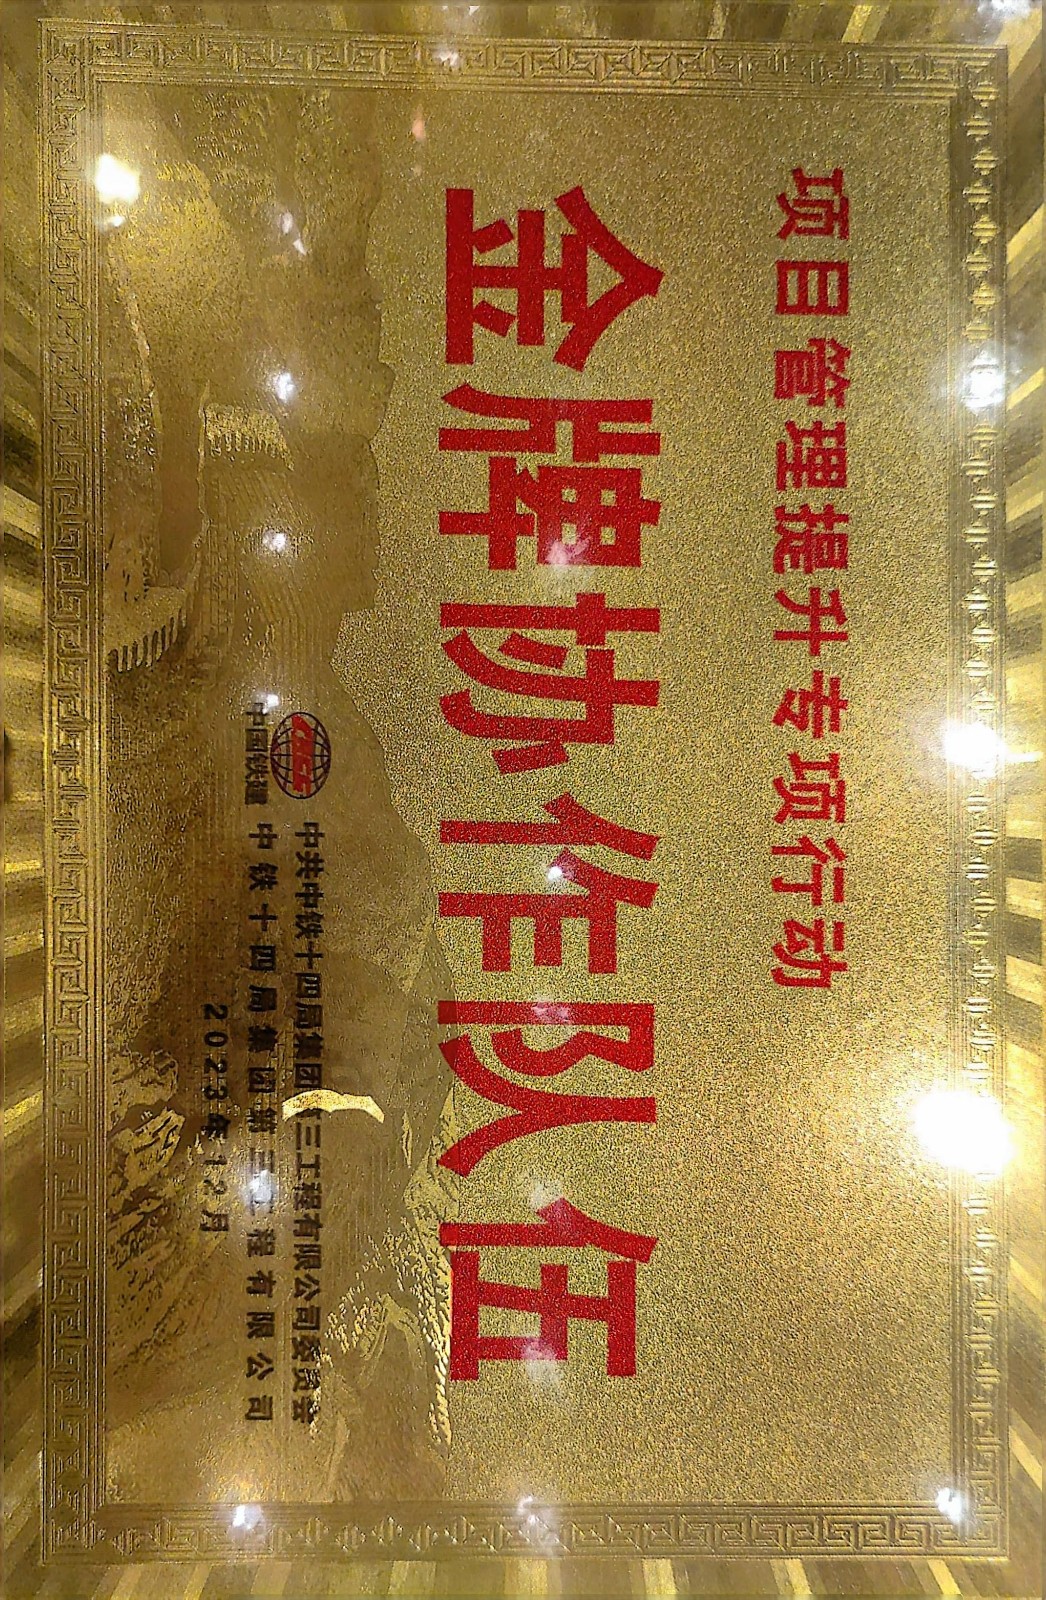 项目管理提升专项行动
金牌协作队伍
中国铁建
中共中铁十四局集团第三工程有限公司委员会
中铁十四局集团第三工程有限公司
2023年12月